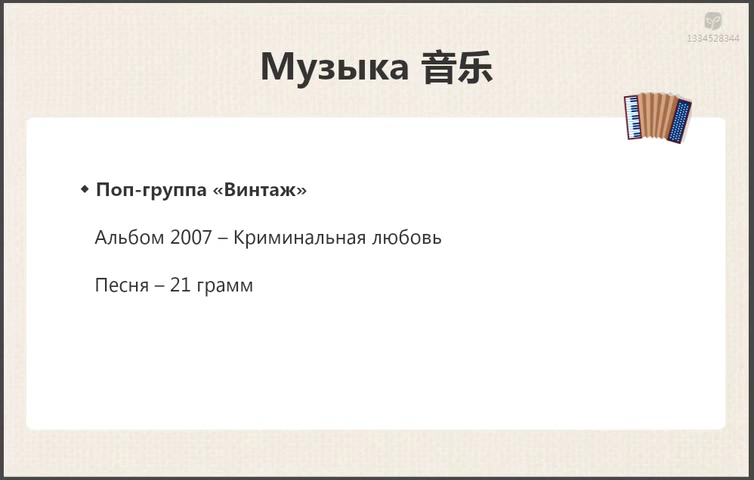 1334528344
Музыка 音乐
Поп-группа «Винтаж»
Альбом 2007 – Криминальная любовь
Песня – 21 грамм